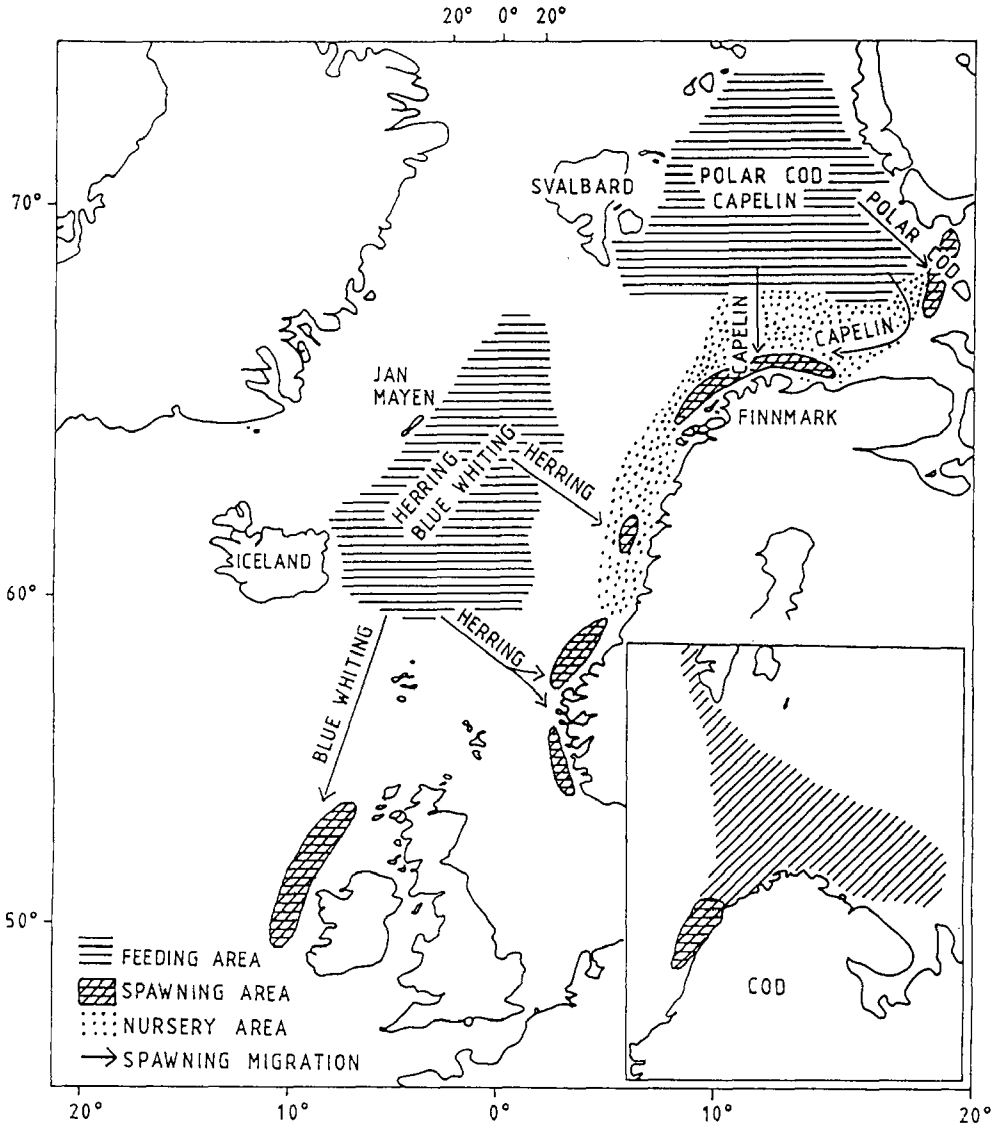 20° 0° 20°
70°
60°
50°
SVALBARD
POLAR COD
CAPELIN
POLAR
COD
CAPELIN
CAPELIN
FINNMARK
JAN
MAYEN
HERRING
BLUE WHITING
HERRING
ICELAND
HERRING
BLUE WHITING
COD
FEEDING AREA
SPAWNING AREA
NURSERY AREA
SPAWNING MIGRATION
20° 10° 0° 10° 20°